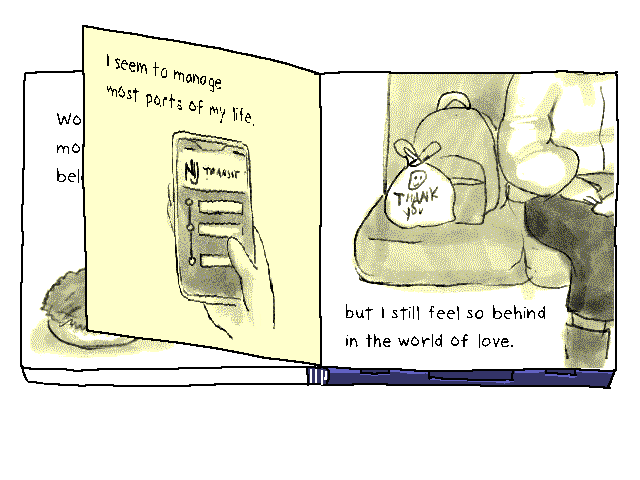 I seem to manage
most parts of my life.
NJ TRANSIT
THANK
YOU
but I still feel so behind
in the world of love.